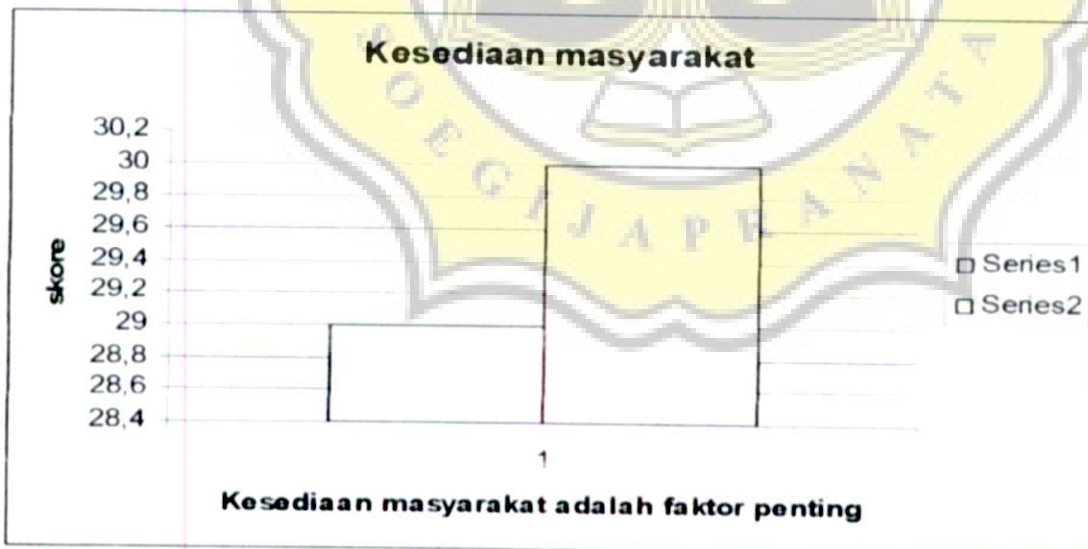 Kesediaan masyarakat
30,2
30
29,8
29,6
29,4
29,2
29
28,8
28,6
28,4
skore
1
Kesediaan masyarakat adalah faktor penting
Series1
Series2
SOEGIJAPRANATA